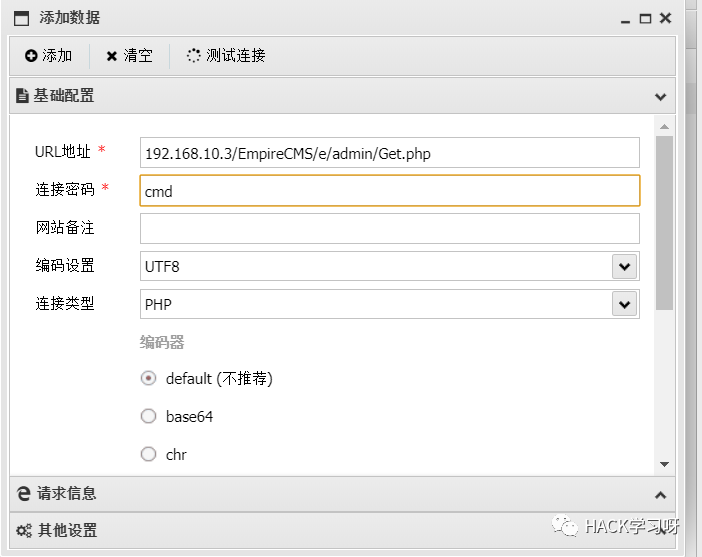 添加数据
添加 清空 测试连接
基础配置
URL地址 * 192.168.10.3/EmpireCMS/e/admin/Get.php
连接密码 * cmd
网站备注
编码设置 UTF8
连接类型 PHP
编码器
default (不推荐)
base64
chr
请求信息
其他设置
HACK学习呀